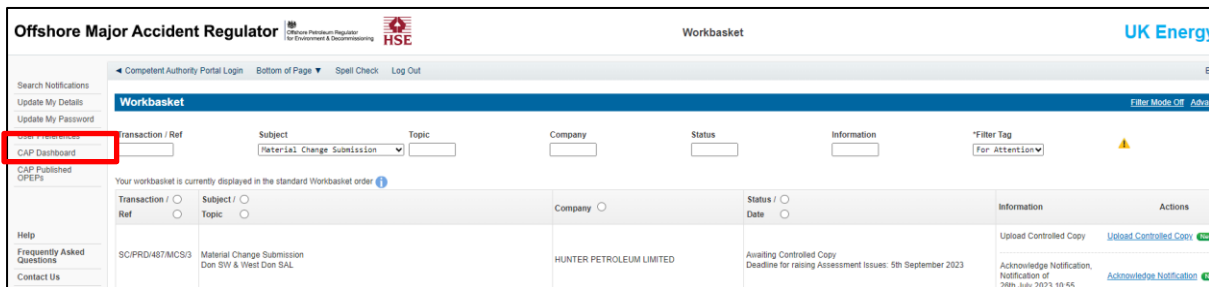 Offshore Major Accident Regulator
Offshore Petroleum Regulator
for Environment & Decommissioning
HSE
Workbasket
UK Energy
◄ Competent Authority Portal Login Bottom of Page ▼ Spell Check Log Out
Search Notifications
Update My Details
Update My Password
User Preferences
CAP Dashboard
CAP Published
OPEPs
Help
Frequently Asked
Questions
Contact Us
Workbasket
Filter Mode Off Adva
Transaction / Ref Subject Topic Company Status Information *Filter Tag
Material Change Submission For Attention
Your workbasket is currently displayed in the standard Workbasket order
Transaction / Subject / Company Status / Information Actions
Ref Topic Date
SC/PRD/487/MCS/3 Material Change Submission
Don SW & West Don SAL
HUNTER PETROLEUM LIMITED
Awaiting Controlled Copy
Deadline for raising Assessment Issues: 5th September 2023
Upload Controlled Copy Upload Controlled Copy
Acknowledge Notification,
Notification of
26th July 2023 10:55
Acknowledge Notification